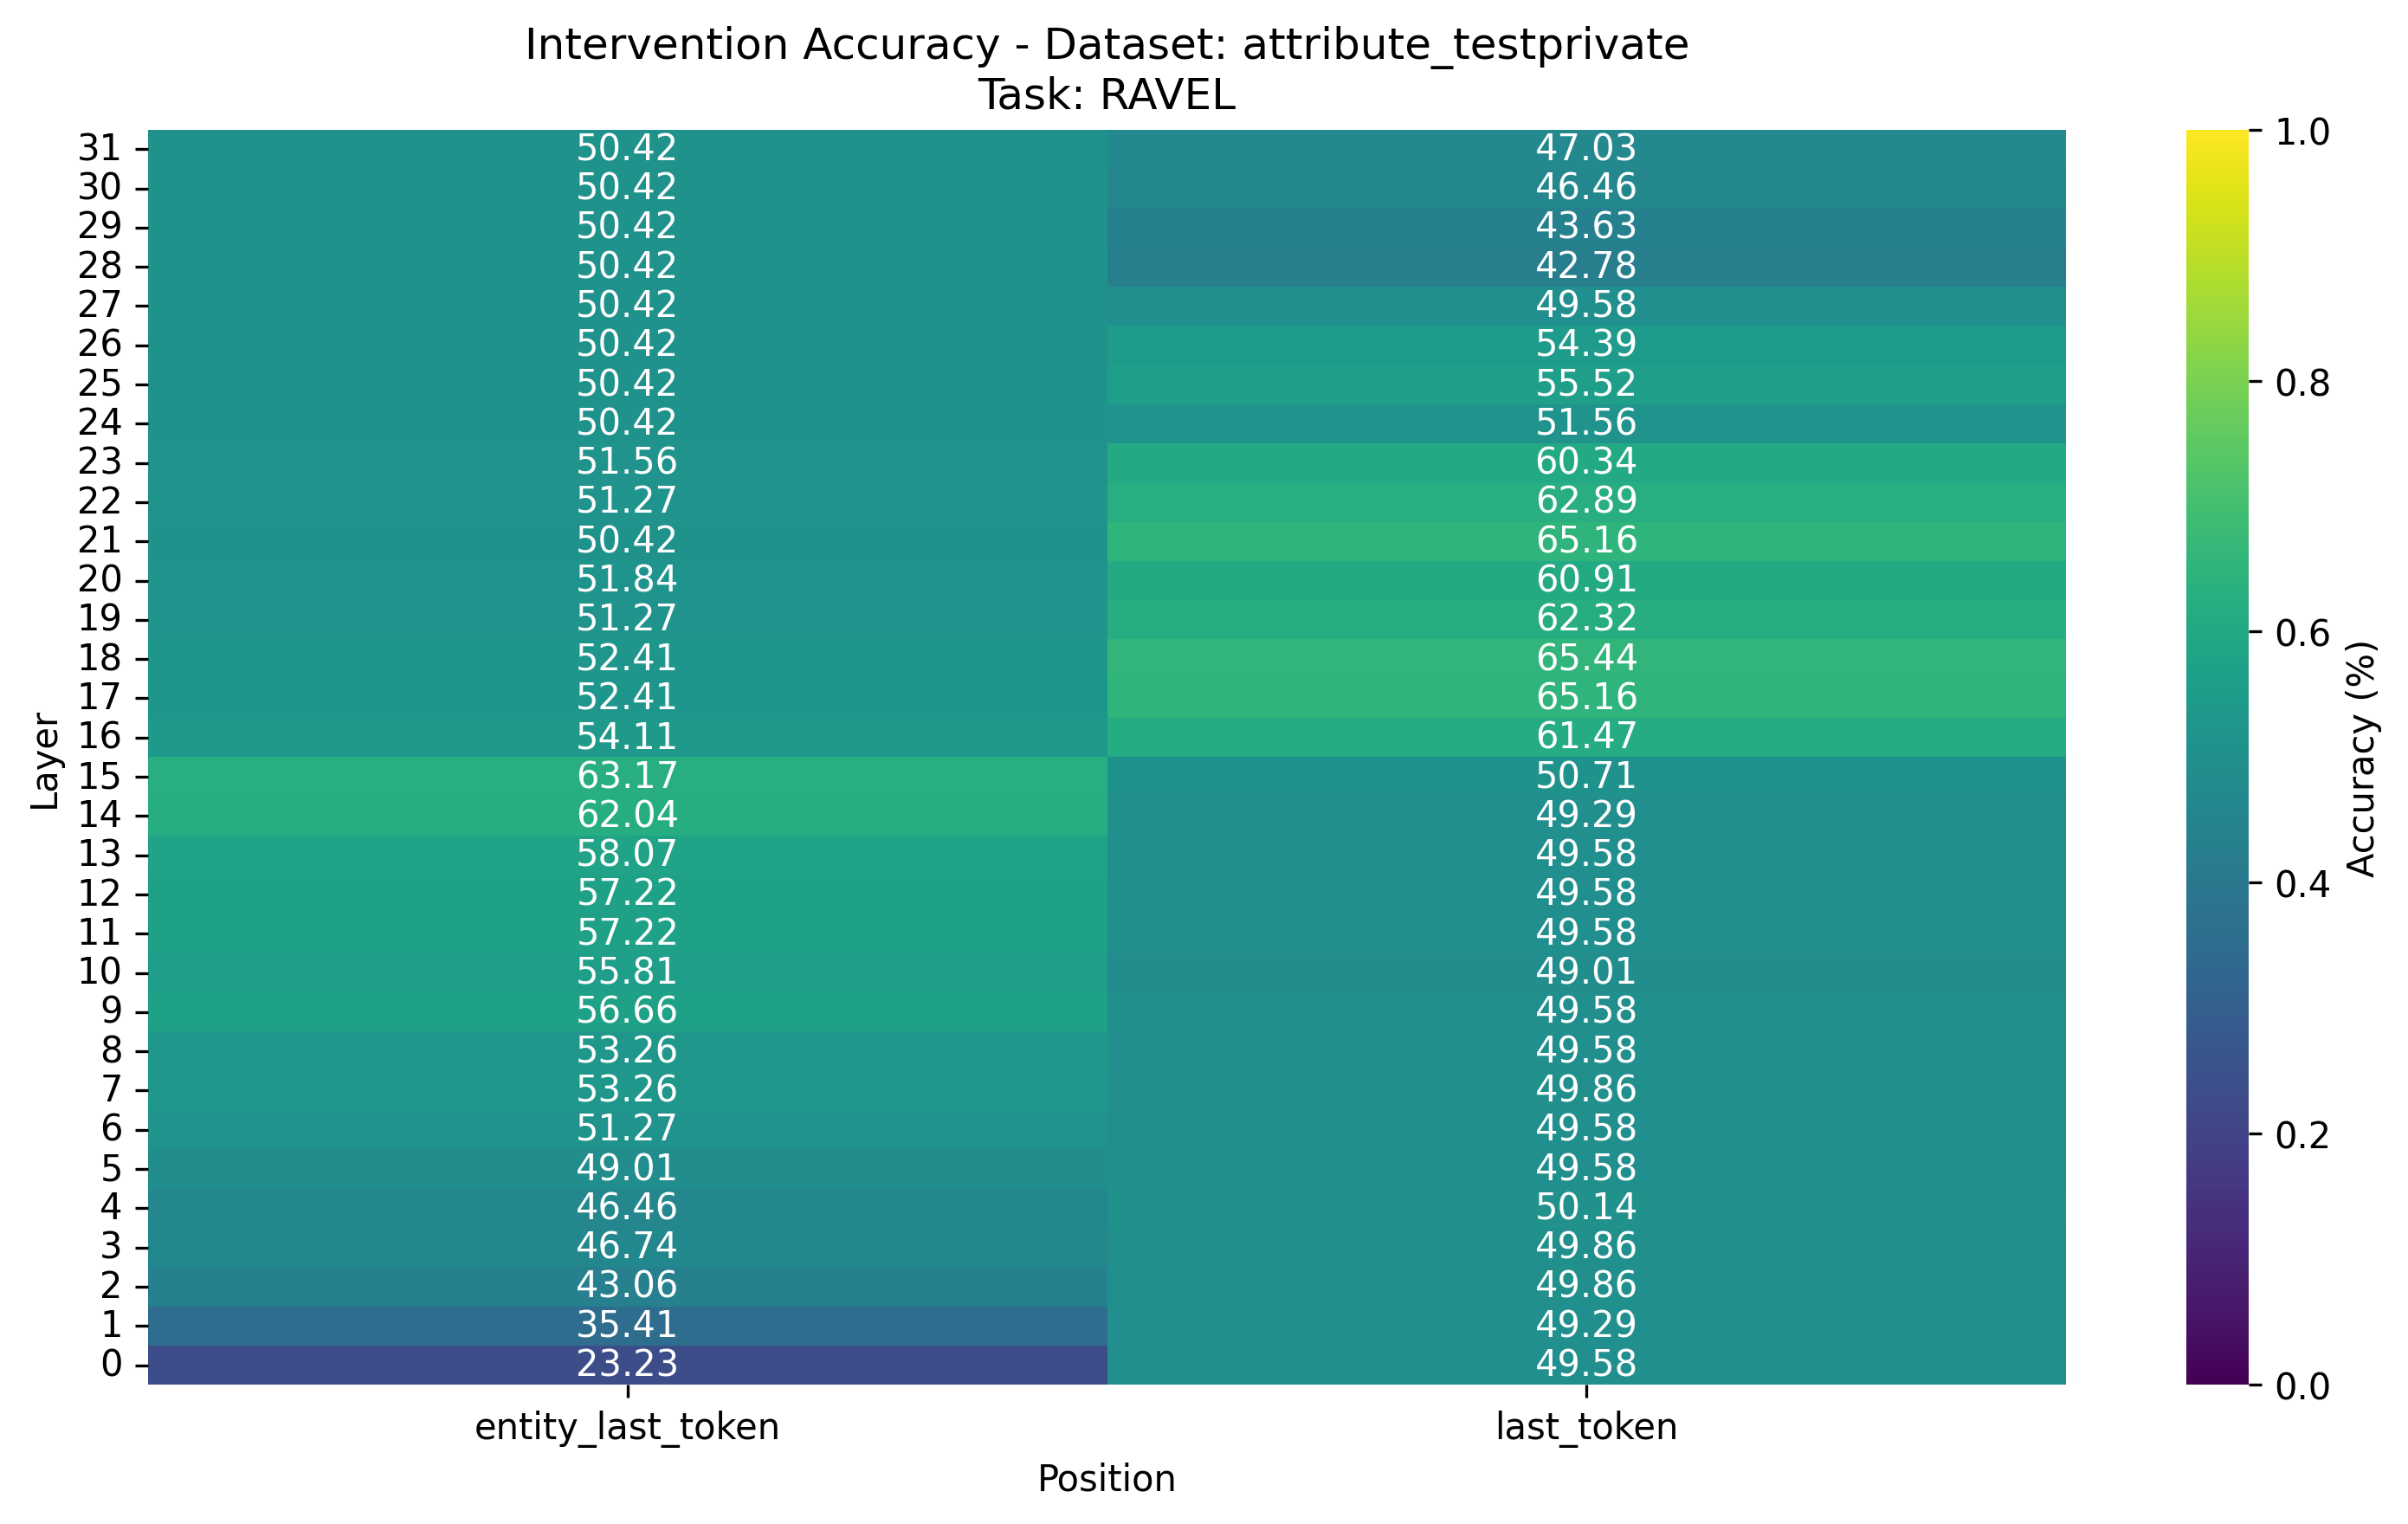 Intervention Accuracy - Dataset: attribute_testprivate
Task: RAVEL
31 50.42 47.03
30 50.42 46.46
29 50.42 43.63
28 50.42 42.78
27 50.42 49.58
26 50.42 54.39
25 50.42 55.52
24 50.42 51.56
23 51.56 60.34
22 51.27 62.89
21 50.42 65.16
20 51.84 60.91
19 51.27 62.32
18 52.41 65.44
17 52.41 65.16
16 54.11 61.47
15 63.17 50.71
14 62.04 49.29
13 58.07 49.58
12 57.22 49.58
11 57.22 49.58
10 55.81 49.01
9 56.66 49.58
8 53.26 49.58
7 53.26 49.86
6 51.27 49.58
5 49.01 49.58
4 46.46 50.14
3 46.74 49.86
2 43.06 49.86
1 35.41 49.29
0 23.23 49.58
Layer
entity_last_token last_token
Position
1.0
0.8
0.6
0.4
0.2
0.0
Accuracy (%)